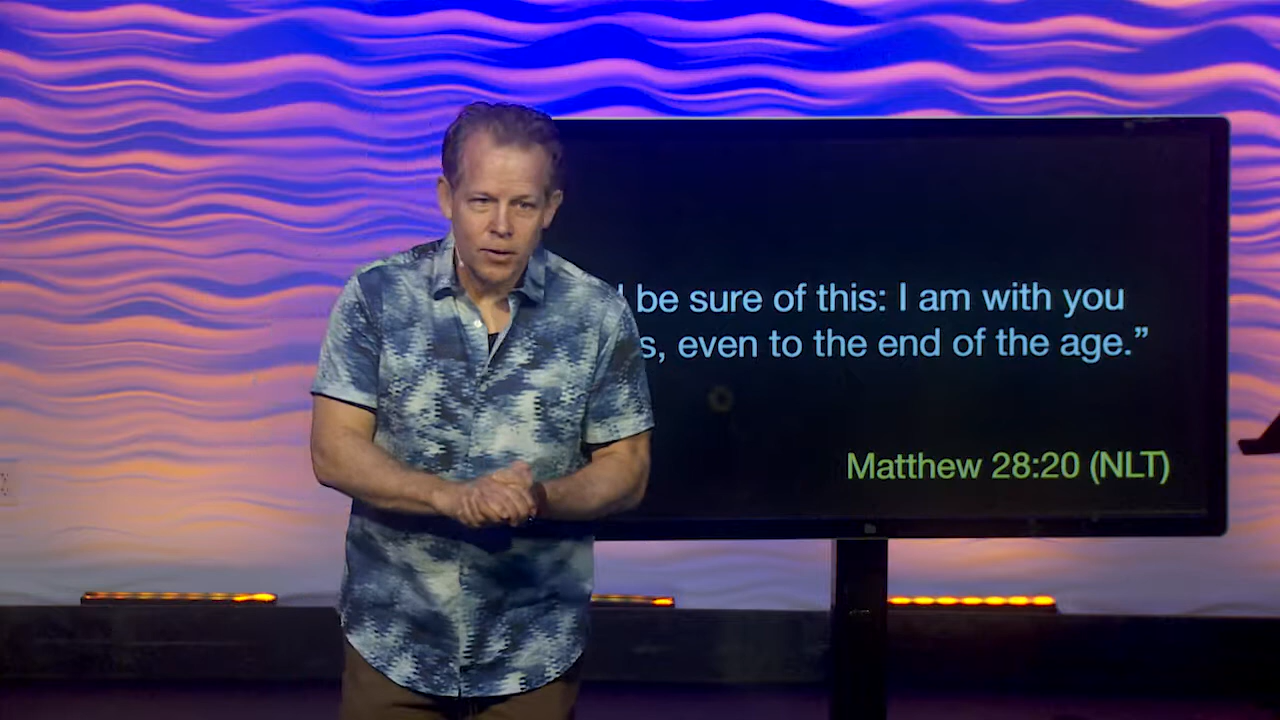 be sure of this: I am with you
s, even to the end of the age.”
Matthew 28:20 (NLT)